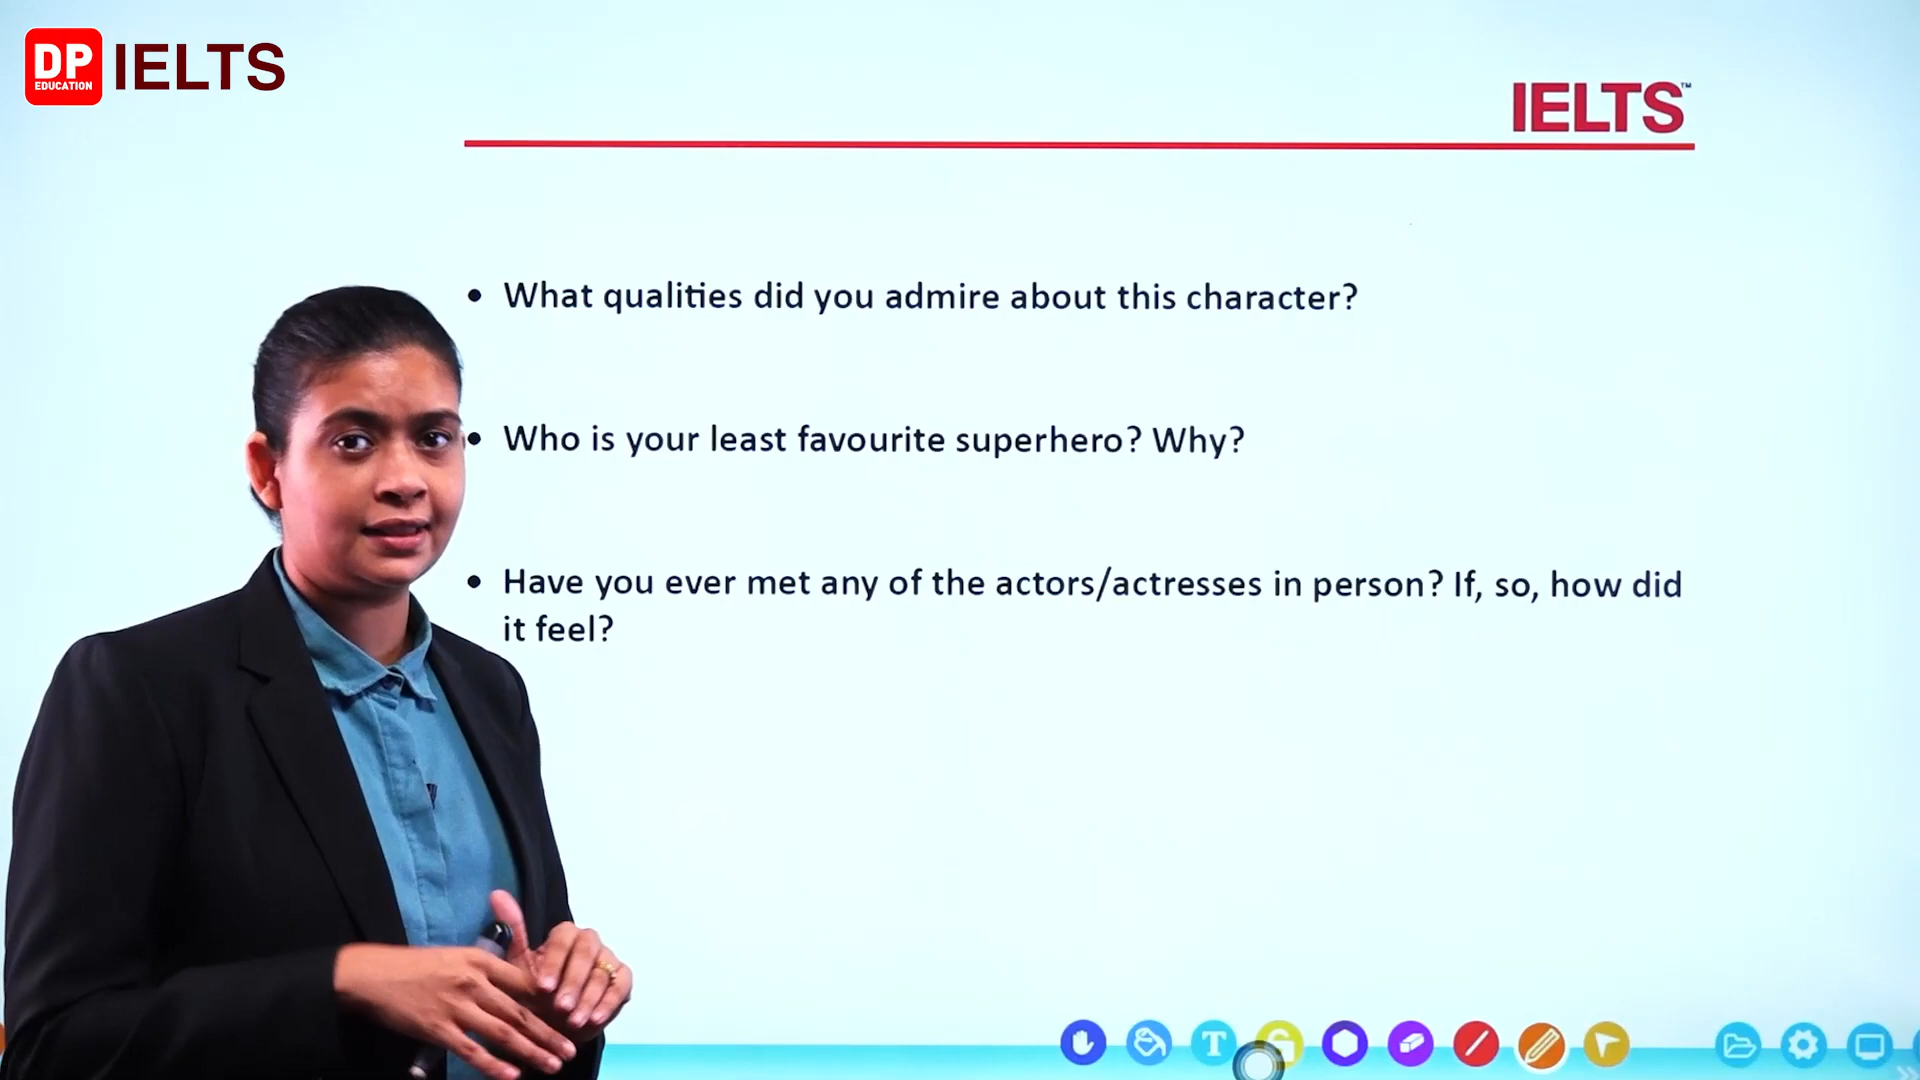 DP
EDUCATION
IELTS
IELTS™
• What qualities did you admire about this character?
• Who is your least favourite superhero? Why?
• Have you ever met any of the actors/actresses in person? If, so, how did
it feel?
T